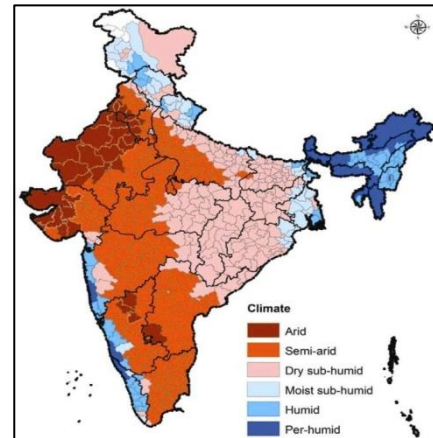 Climate
Arid
Semi-arid
Dry sub-humid
Moist sub-humid
Humid
Per-humid